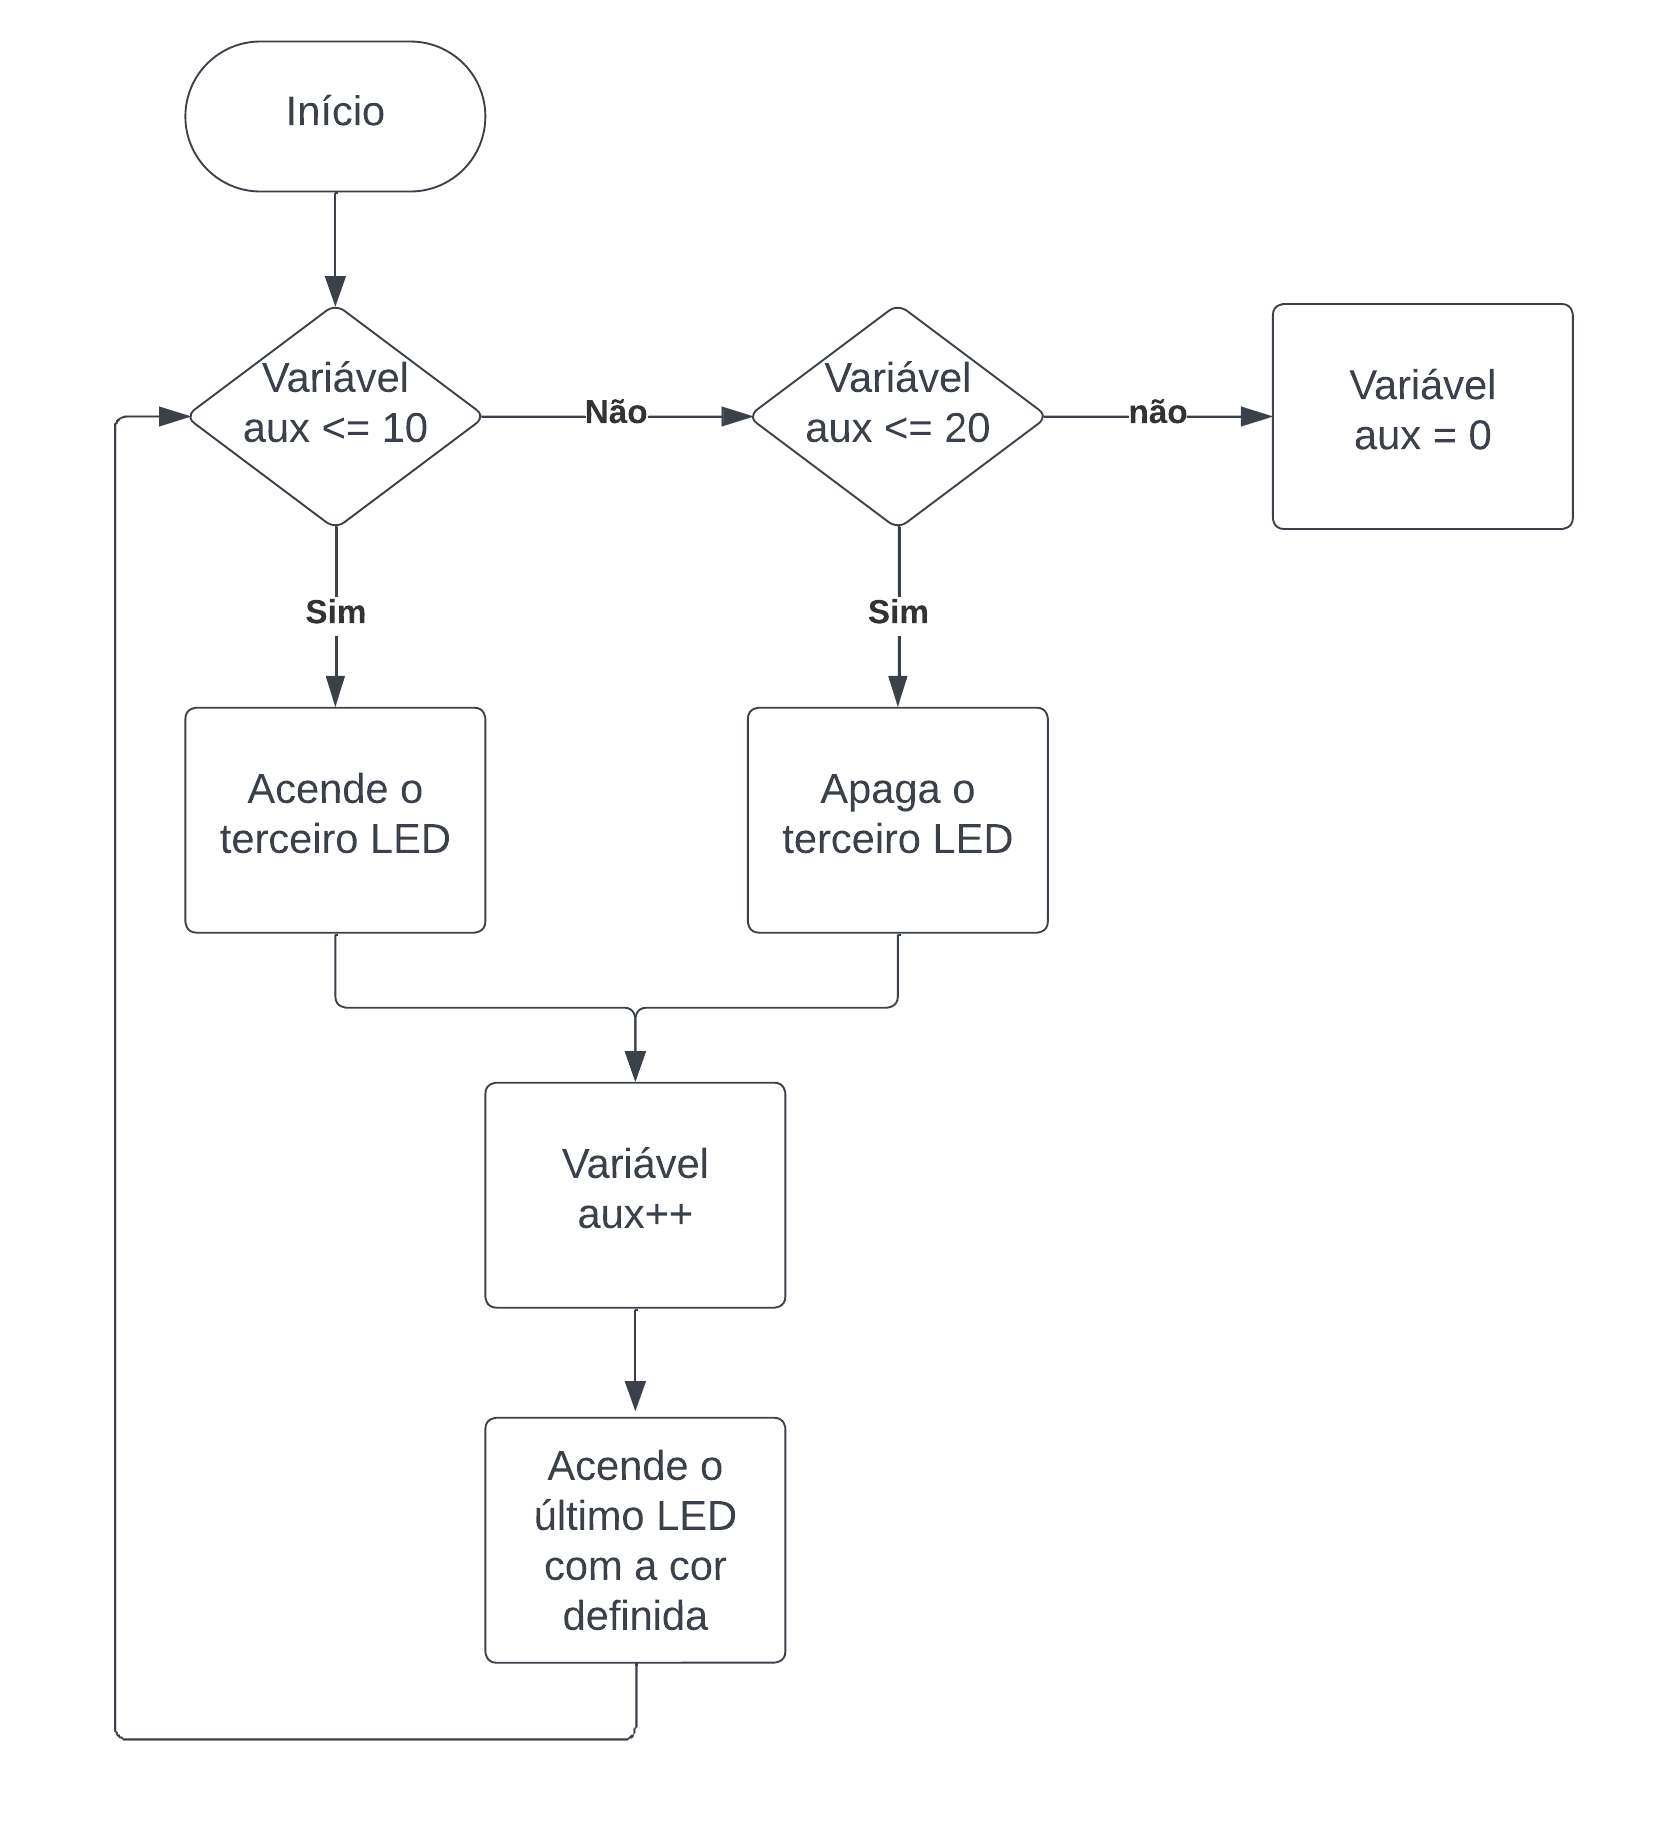 Início
Variável
aux <= 10
Não
Variável
aux <= 20
não
Variável
aux = 0
Sim
Sim
Acende o
terceiro LED
Apaga o
terceiro LED
Variável
aux++
Acende o
último LED
com a cor
definida